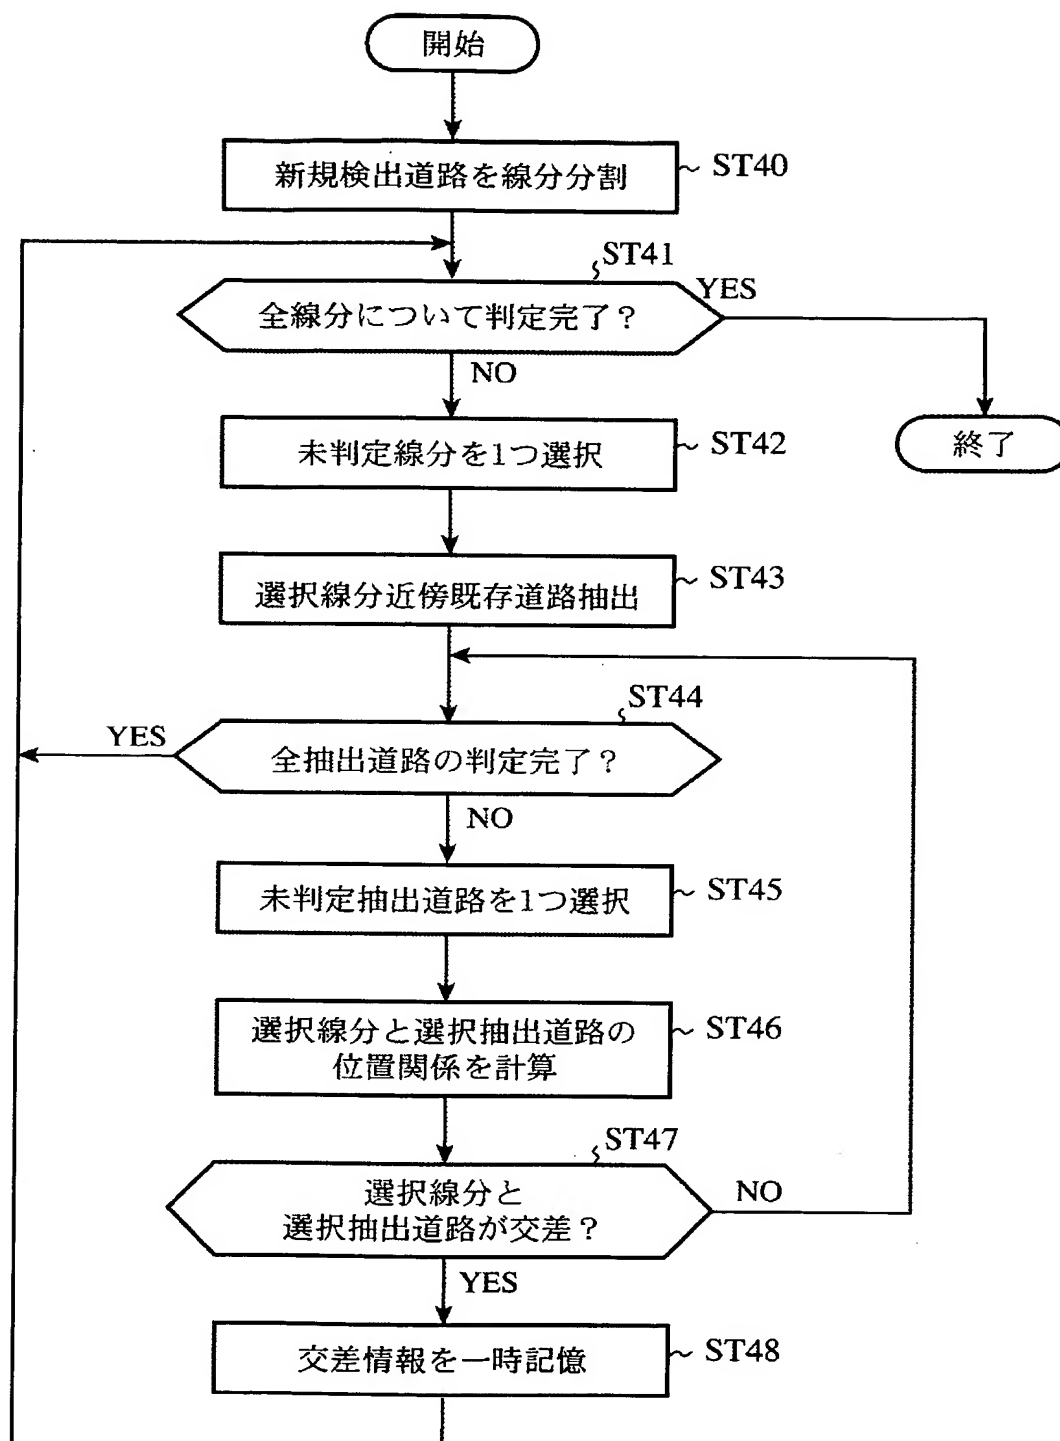 開始
新規検出道路を線分分割
ST40
ST41
全線分について判定完了？
YES
NO
終了
未判定線分を1つ選択
ST42
選択線分近傍既存道路抽出
ST43
ST44
YES
全抽出道路の判定完了？
NO
未判定抽出道路を1つ選択
ST45
選択線分と選択抽出道路の
位置関係を計算
ST46
ST47
選択線分と
選択抽出道路が交差？
NO
YES
交差情報を一時記憶
ST48